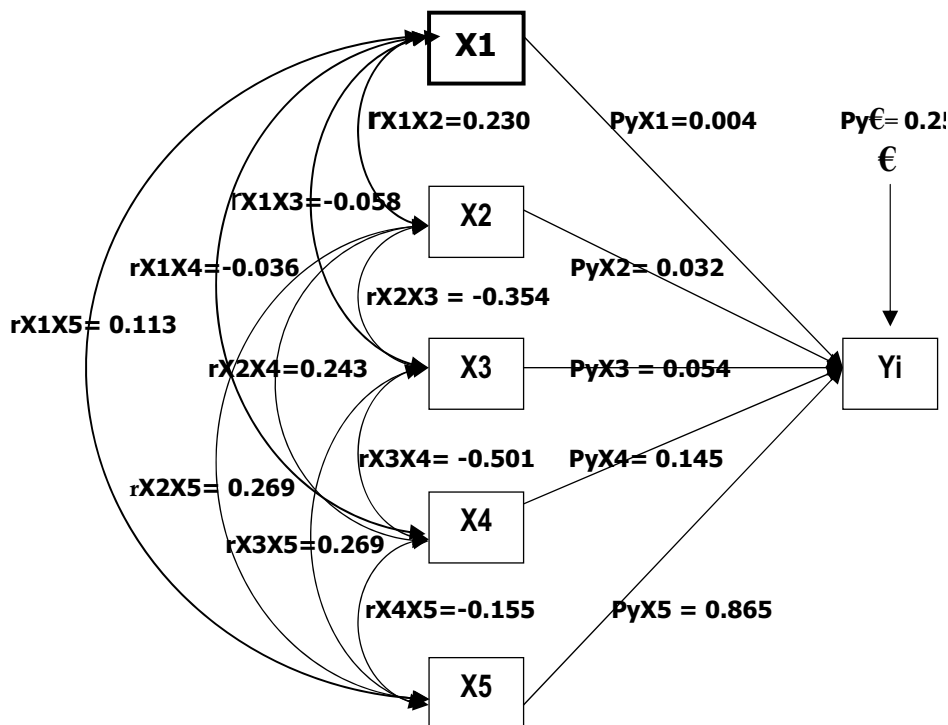 X1
rX1X2=0.230
PyX1=0.004
Py€= 0.25
€
rX1X3=-0.058
X2
rX1X4=-0.036
PyX2= 0.032
rX2X3 = -0.354
rX1X5= 0.113
rX2X4=0.243
X3
PyX3 = 0.054
Yi
rX3X4= -0.501
PyX4= 0.145
rX2X5= 0.269
X4
rX3X5=0.269
rX4X5=-0.155
PyX5 = 0.865
X5